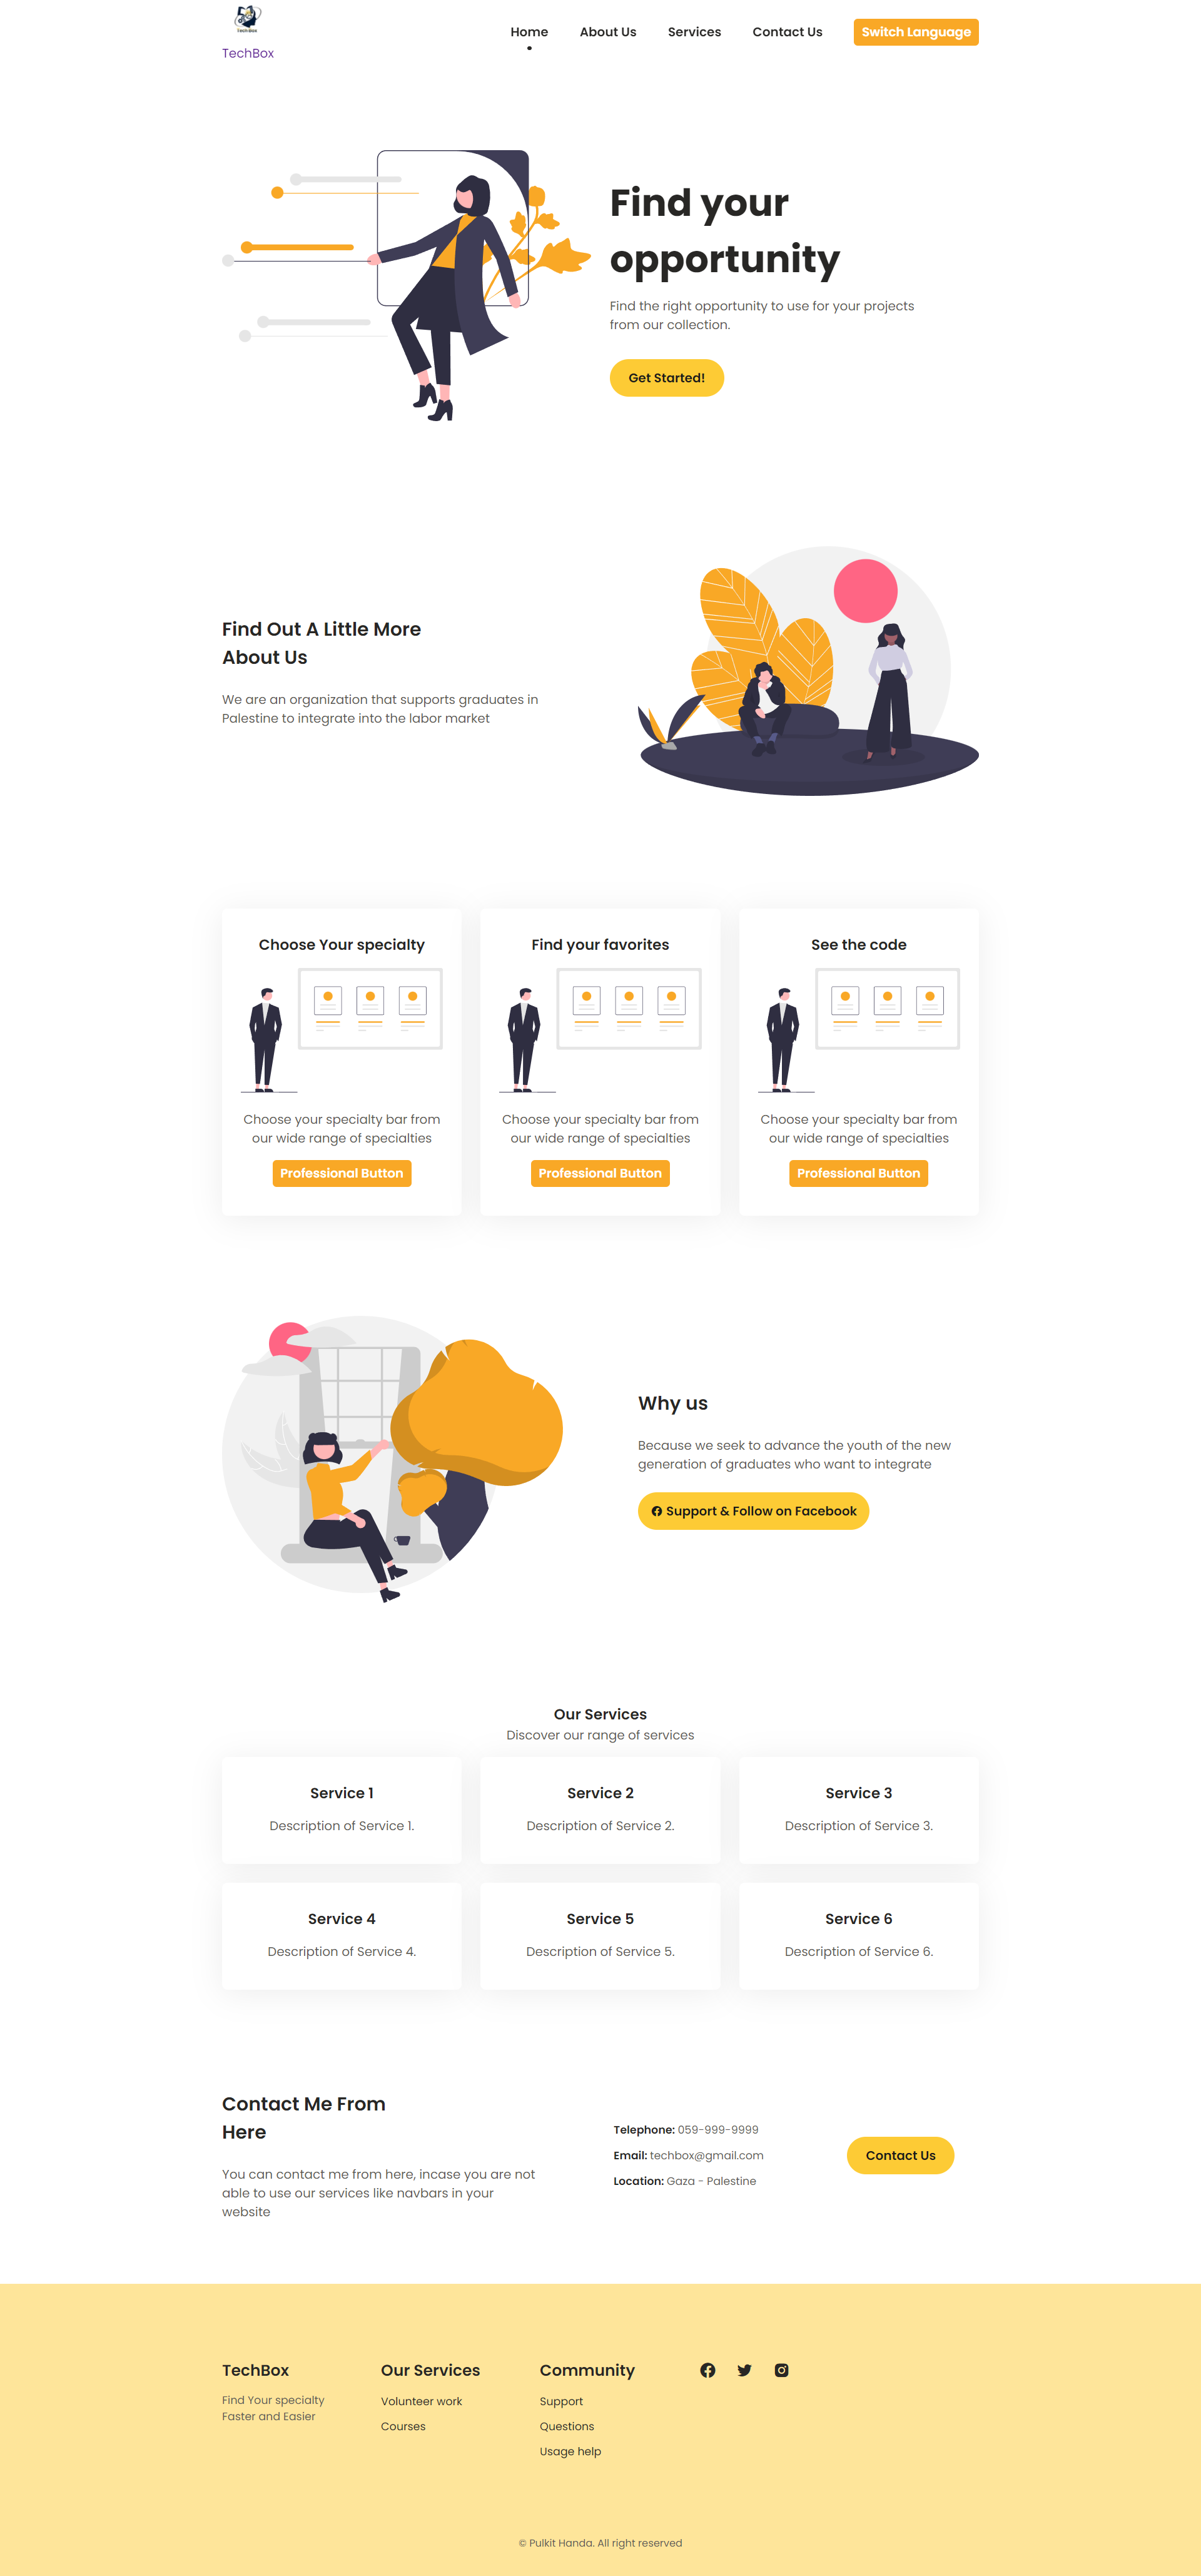 Tech Box
TechBox
Home
About Us
Services
Contact Us
Switch Language
Find your
opportunity
Find the right opportunity to use for your projects
from our collection.
Get Started!
Find Out A Little More
About Us
We are an organization that supports graduates in
Palestine to integrate into the labor market
Choose Your specialty
Choose your specialty bar from
our wide range of specialties
Professional Button
Find your favorites
Choose your specialty bar from
our wide range of specialties
Professional Button
See the code
Choose your specialty bar from
our wide range of specialties
Professional Button
Why us
Because we seek to advance the youth of the new
generation of graduates who want to integrate
Support & Follow on Facebook
Our Services
Discover our range of services
Service 1
Description of Service 1.
Service 2
Description of Service 2.
Service 3
Description of Service 3.
Service 4
Description of Service 4.
Service 5
Description of Service 5.
Service 6
Description of Service 6.
Contact Me From
Here
You can contact me from here, incase you are not
able to use our services like navbars in your
website
Telephone: 059-999-9999
Email: techbox@gmail.com
Location: Gaza - Palestine
Contact Us
TechBox
Find Your specialty
Faster and Easier
Our Services
Volunteer work
Courses
Community
Support
Questions
Usage help
© Pulkit Handa. All right reserved